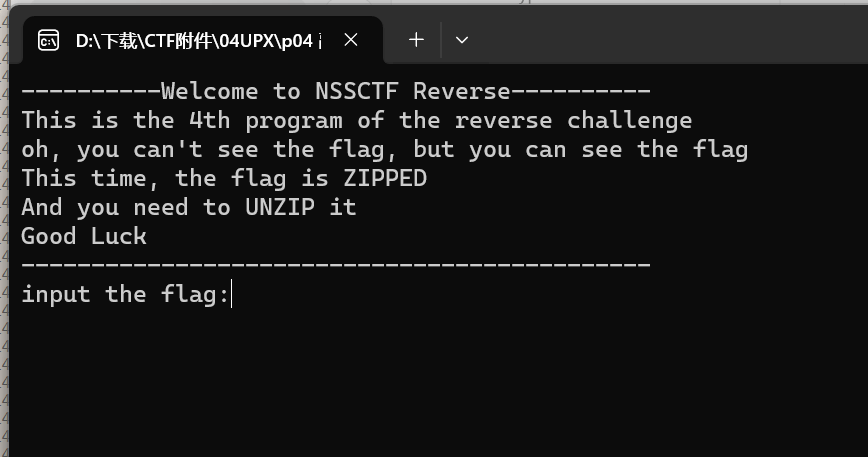 D:\下载\CTF附件\04UPX\p04
----------Welcome to NSSCTF Reverse----------
This is the 4th program of the reverse challenge
oh, you can't see the flag, but you can see the flag
This time, the flag is ZIPPED
And you need to UNZIP it
Good Luck
---------------------------------------------
input the flag: